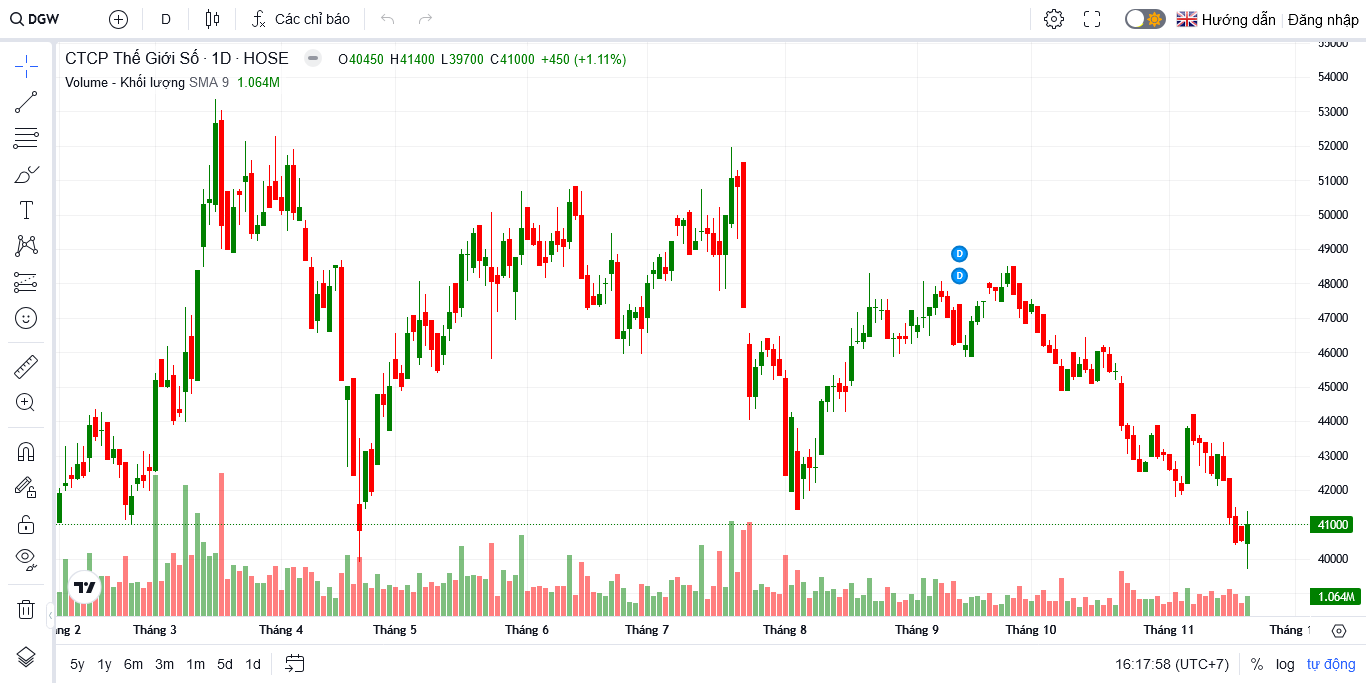 DGW D Các chỉ báo Hướng dẫn Đăng nhập
CTCP Thế Giới Số · 1D · HOSE O40450 H41400 L39700 C41000 +450 (+1.11%)
Volume - Khối lượng SMA 9 1.064M
55000
54000
53000
52000
51000
50000
49000
48000
47000
46000
45000
44000
43000
42000
41000
40000
1.064M
D
D
ng 2 Tháng 3 Tháng 4 Tháng 5 Tháng 6 Tháng 7 Tháng 8 Tháng 9 Tháng 10 Tháng 11 Tháng 1
5y 1y 6m 3m 1m 5d 1d 16:17:58 (UTC+7) % log tự động